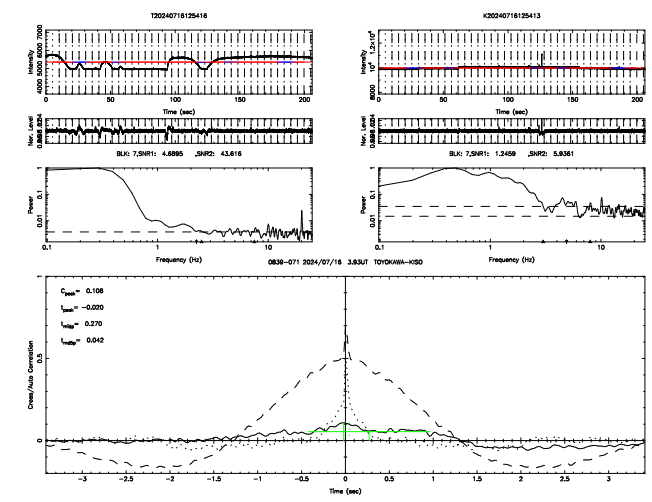 T20240716125416
K20240716125413
Intensity
4000 5000 6000 7000
0 50 100 150 200
Time (sec)
Intensity
8000 10⁴ 1.2×10⁴
0 50 100 150 200
Time (sec)
Nor. Level
Nor. Level
BLK: 7,SNR1: 4.6895 ,SNR2: 43.616
BLK: 7,SNR1: 1.2459 ,SNR2: 5.9361
Power
0.01 0.1 1
0.1 1 10
Frequency (Hz)
Power
0.01 0.1 1
0.1 1 10
Frequency (Hz)
0839-071 2024/07/16 3.93UT TOYOKAWA-KISO
Cross/Auto Correlation
0 0.5 1
C_peak= 0.108
t_peak= -0.020
t_mlap= 0.270
0.042
-3 -2.5 -2 -1.5 -1 -0.5 0 0.5 1 1.5 2 2.5 3
Time (sec)